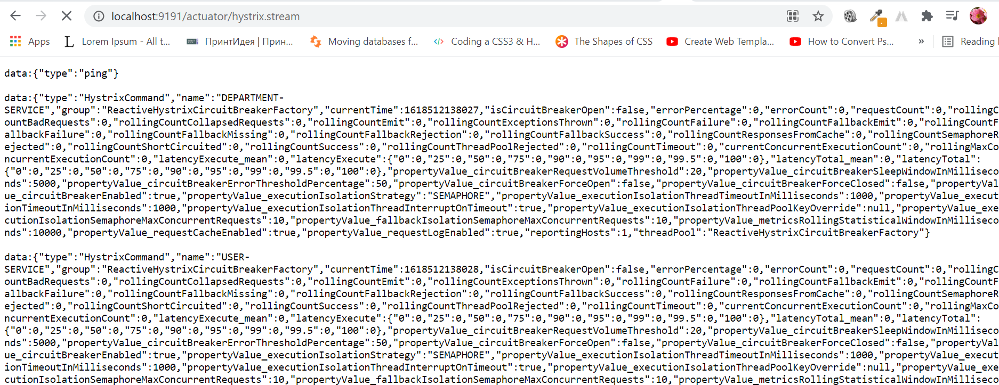 localhost:9191/actuator/hystrix.stream
Apps
Lorem Ipsum - All t...
ПринтИдея | Прин...
Moving databases f...
Coding a CSS3 & H...
The Shapes of CSS
Create Web Templa...
How to Convert Ps...
»
Reading l
data:{"type":"ping"}
data:{"type":"HystrixCommand","name":"DEPARTMENT-
SERVICE","group":"ReactiveHystrixCircuitBreakerFactory","currentTime":1618512138027,"isCircuitBreakerOpen":false,"errorPercentage":0,"errorCount":0,"requestCount":0,"rollingC
ountBadRequests":0,"rollingCountCollapsedRequests":0,"rollingCountEmit":0,"rollingCountExceptionsThrown":0,"rollingCountFailure":0,"rollingCountFallbackEmit":0,"rollingCountF
allbackFailure":0,"rollingCountFallbackMissing":0,"rollingCountFallbackRejection":0,"rollingCountFallbackSuccess":0,"rollingCountResponsesFromCache":0,"rollingCountSemaphoreR
ejected":0,"rollingCountShortCircuited":0,"rollingCountSuccess":0,"rollingCountThreadPoolRejected":0,"rollingCountTimeout":0,"currentConcurrentExecutionCount":0,"rollingMaxCo
ncurrentExecutionCount":0,"latencyExecute_mean":0,"latencyExecute":{"0":0,"25":0,"50":0,"75":0,"90":0,"95":0,"99":0,"99.5":0,"100":0},"latencyTotal_mean":0,"latencyTotal":
{"0":0,"25":0,"50":0,"75":0,"90":0,"95":0,"99":0,"99.5":0,"100":0},"propertyValue_circuitBreakerRequestVolumeThreshold":20,"propertyValue_circuitBreakerSleepWindowInMilliseco
nds":5000,"propertyValue_circuitBreakerErrorThresholdPercentage":50,"propertyValue_circuitBreakerForceOpen":false,"propertyValue_circuitBreakerForceClosed":false,"propertyVal
ue_circuitBreakerEnabled":true,"propertyValue_executionIsolationStrategy":"SEMAPHORE","propertyValue_executionIsolationThreadTimeoutInMilliseconds":1000,"propertyValue_execut
ionTimeoutInMilliseconds":1000,"propertyValue_executionIsolationThreadInterruptOnTimeout":true,"propertyValue_executionIsolationThreadPoolKeyOverride":null,"propertyValue_exe
cutionIsolationSemaphoreMaxConcurrentRequests":10,"propertyValue_fallbackIsolationSemaphoreMaxConcurrentRequests":10,"propertyValue_metricsRollingStatisticalWindowInMilliseco
nds":10000,"propertyValue_requestCacheEnabled":true,"propertyValue_requestLogEnabled":true,"reportingHosts":1,"threadPool":"ReactiveHystrixCircuitBreakerFactory"}
data:{"type":"HystrixCommand","name":"USER-
SERVICE","group":"ReactiveHystrixCircuitBreakerFactory","currentTime":1618512138028,"isCircuitBreakerOpen":false,"errorPercentage":0,"errorCount":0,"requestCount":0,"rollingC
ountBadRequests":0,"rollingCountCollapsedRequests":0,"rollingCountEmit":0,"rollingCountExceptionsThrown":0,"rollingCountFailure":0,"rollingCountFallbackEmit":0,"rollingCountF
allbackFailure":0,"rollingCountFallbackMissing":0,"rollingCountFallbackRejection":0,"rollingCountFallbackSuccess":0,"rollingCountResponsesFromCache":0,"rollingCountSemaphoreR
ejected":0,"rollingCountShortCircuited":0,"rollingCountSuccess":0,"rollingCountThreadPoolRejected":0,"rollingCountTimeout":0,"currentConcurrentExecutionCount":0,"rollingMaxCo
ncurrentExecutionCount":0,"latencyExecute_mean":0,"latencyExecute":{"0":0,"25":0,"50":0,"75":0,"90":0,"95":0,"99":0,"99.5":0,"100":0},"latencyTotal_mean":0,"latencyTotal":
{"0":0,"25":0,"50":0,"75":0,"90":0,"95":0,"99":0,"99.5":0,"100":0},"propertyValue_circuitBreakerRequestVolumeThreshold":20,"propertyValue_circuitBreakerSleepWindowInMilliseco
nds":5000,"propertyValue_circuitBreakerErrorThresholdPercentage":50,"propertyValue_circuitBreakerForceOpen":false,"propertyValue_circuitBreakerForceClosed":false,"propertyVal
ue_circuitBreakerEnabled":true,"propertyValue_executionIsolationStrategy":"SEMAPHORE","propertyValue_executionIsolationThreadTimeoutInMilliseconds":1000,"propertyValue_execut
ionTimeoutInMilliseconds":1000,"propertyValue_executionIsolationThreadInterruptOnTimeout":true,"propertyValue_executionIsolationThreadPoolKeyOverride":null,"propertyValue_exe
cutionIsolationSemaphoreMaxConcurrentRequests":10,"propertyValue_fallbackIsolationSemaphoreMaxConcurrentRequests":10,"propertyValue_metricsRollingStatisticalWindowInMilliseco